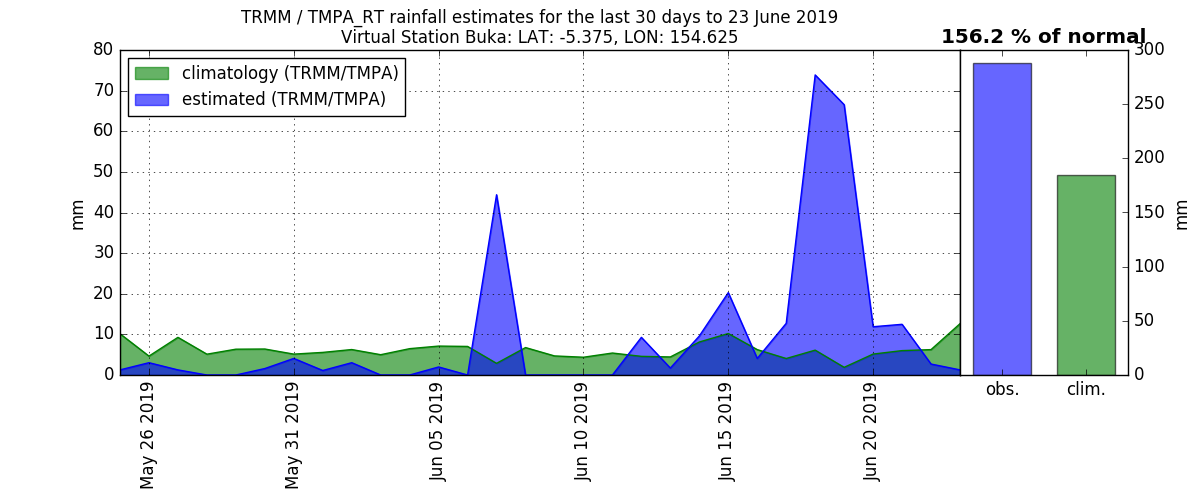 TRMM / TMPA_RT rainfall estimates for the last 30 days to 23 June 2019
Virtual Station Buka: LAT: -5.375, LON: 154.625
156.2 % of normal
climatology (TRMM/TMPA)
estimated (TRMM/TMPA)
80
70
60
50
40
30
20
10
0
mm
May 26 2019
May 31 2019
Jun 05 2019
Jun 10 2019
Jun 15 2019
Jun 20 2019
300
250
200
150
100
50
0
mm
obs.
clim.